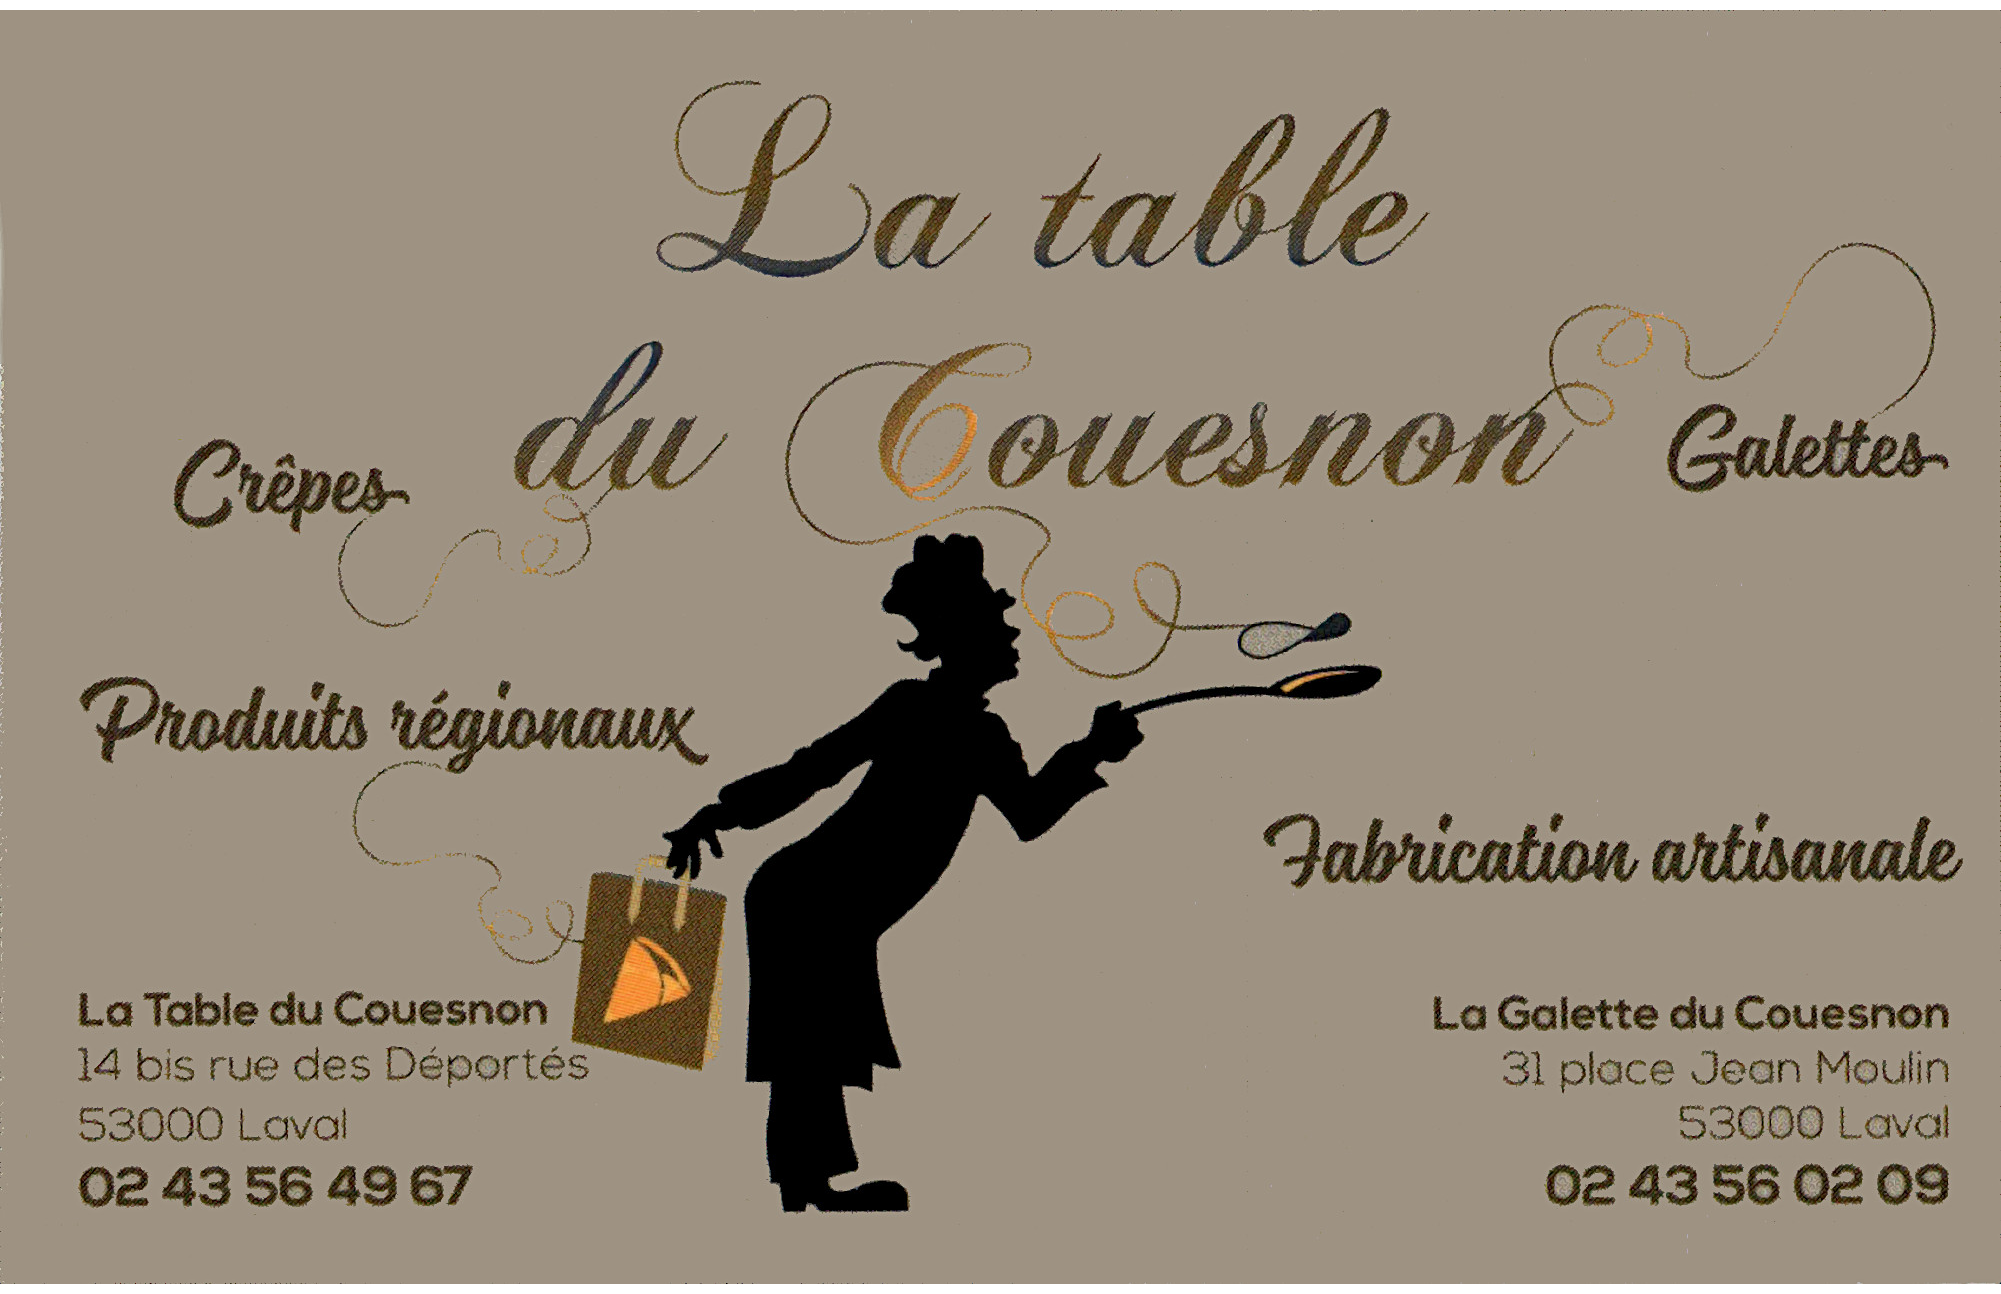 La table
du Couesnon
Crêpes
Galettes
Produits régionaux
Fabrication artisanale
La Table du Couesnon
14 bis rue des Déportés
53000 Laval
02 43 56 49 67
La Galette du Couesnon
31 place Jean Moulin
53000 Laval
02 43 56 02 09